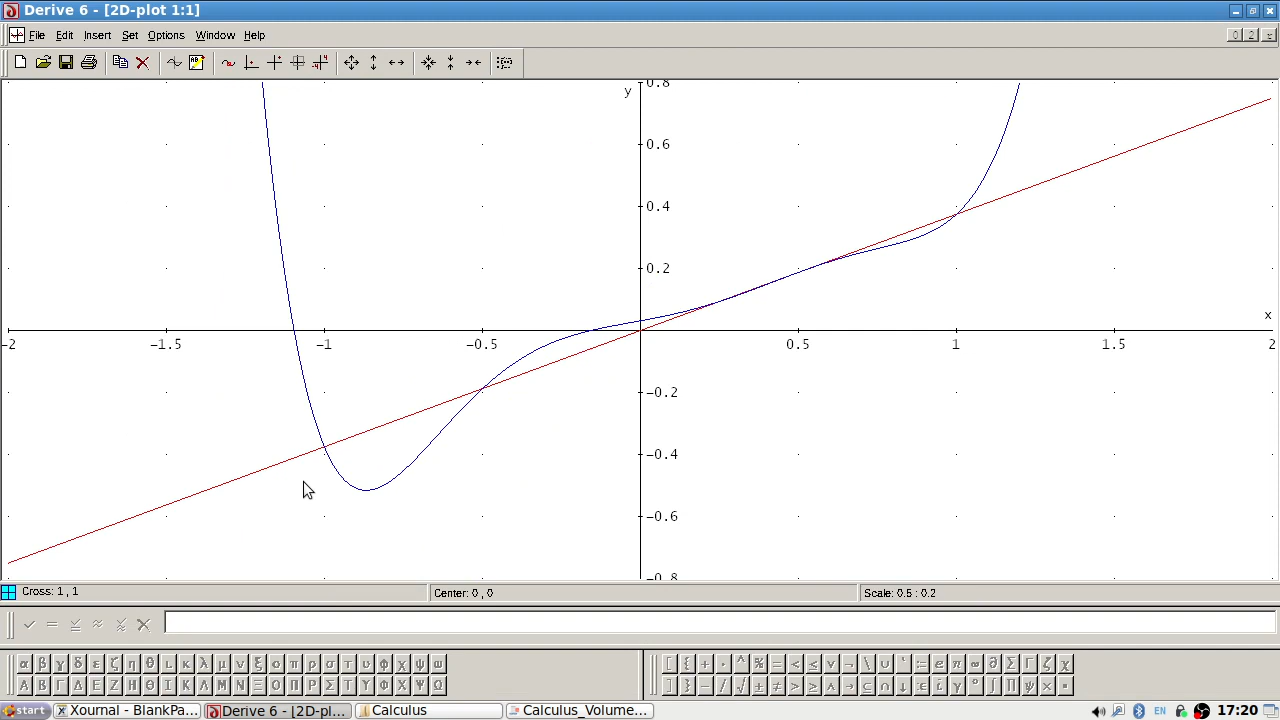 Derive 6 - [2D-plot 1:1]
File Edit Insert Set Options Window Help
y
0.8
0.6
0.4
0.2
x
-2 -1.5 -1 -0.5 0.5 1 1.5 2
-0.2
-0.4
-0.6
-0.8
Cross: 1 , 1 Center: 0 , 0 Scale: 0.5 : 0.2
α β γ δ ε ζ η θ ι κ λ μ ν ξ ο π ρ σ τ υ φ χ ψ ω
Α Β Γ Δ Ε Ζ Η Θ Ι Κ Λ Μ Ν Ξ Ο Π Ρ Σ Τ Υ Φ Χ Ψ Ω
start Xournal - BlankPa... Derive 6 - [2D-pl... Calculus Calculus_Volume... EN 17:20